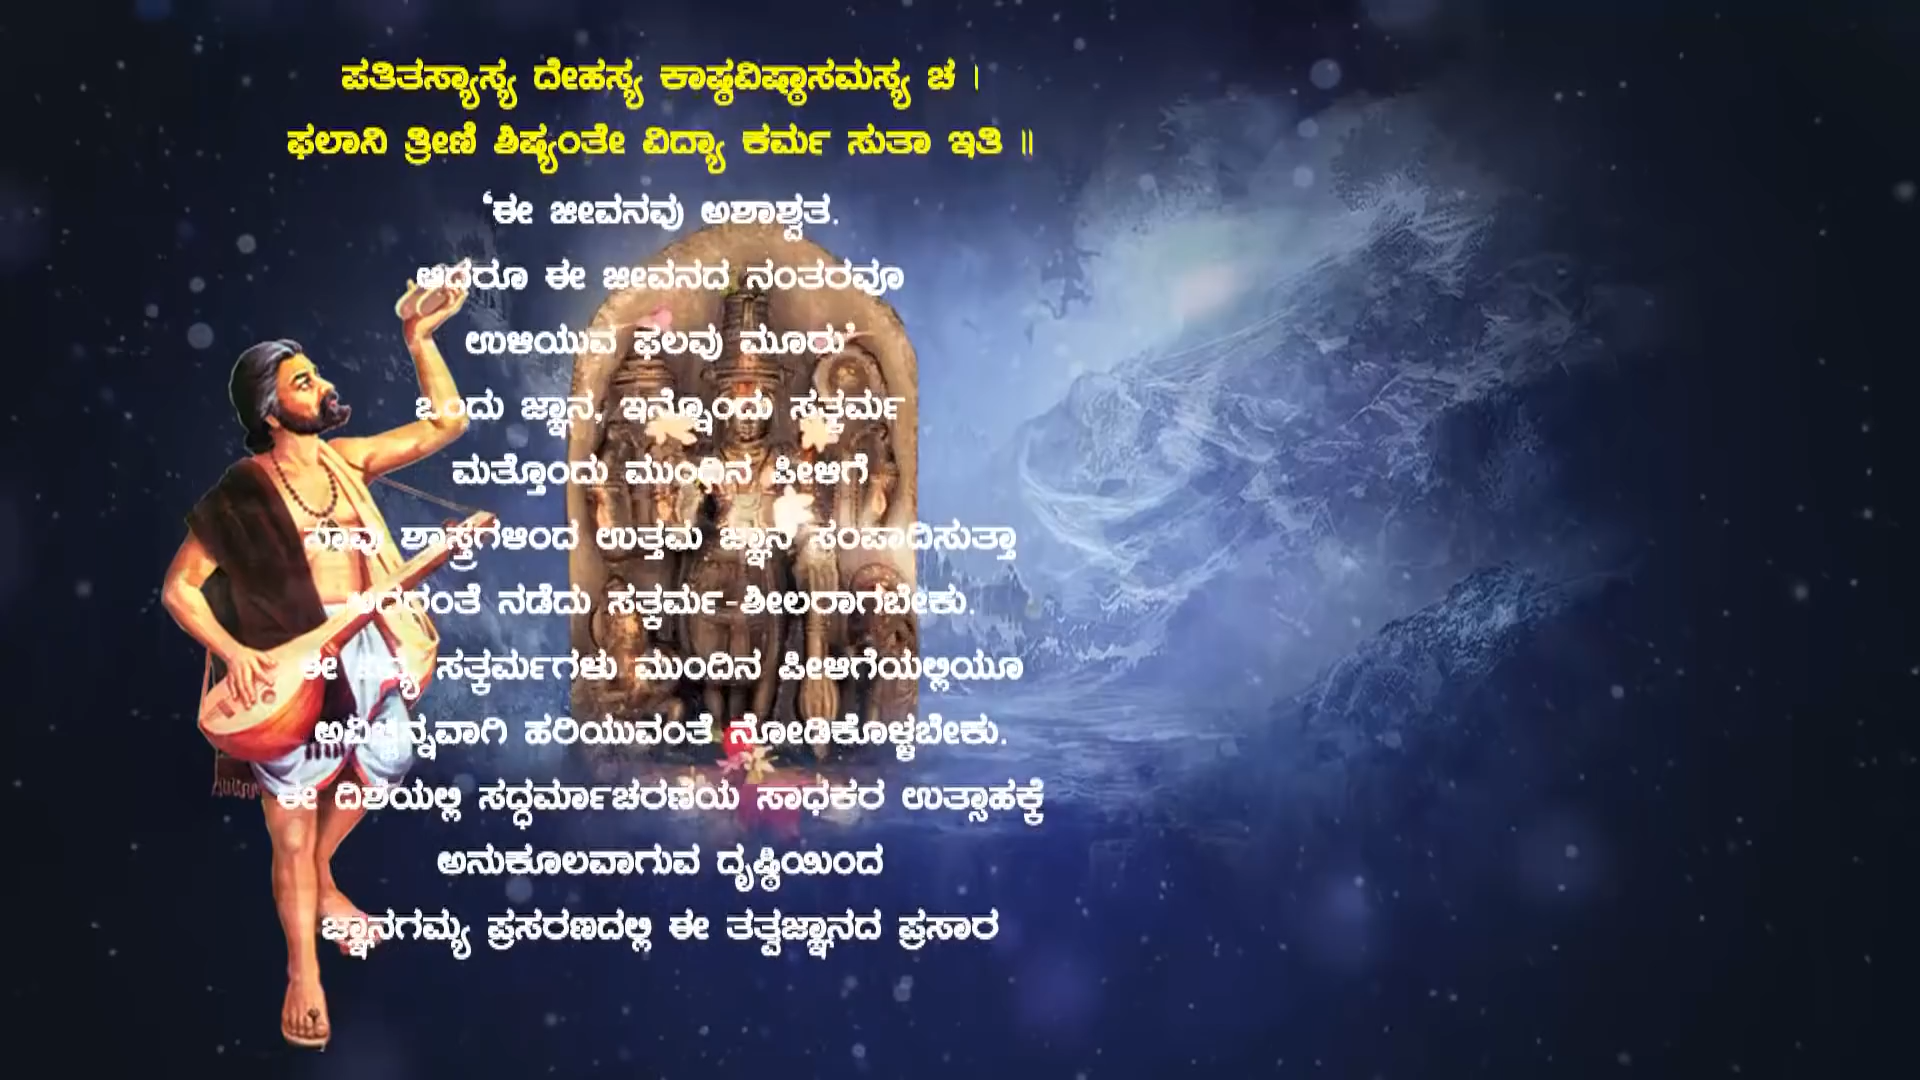 ಪತಿತಸ್ಯಾಸ್ಯ ದೇಹಸ್ಯ ಕಾಷ್ಠವಿಷ್ಠಾಸಮಸ್ಯ ಚ ।
ಫಲಾನಿ ತ್ರೀಣಿ ಶಿಷ್ಯಂತೇ ವಿದ್ಯಾ ಕರ್ಮ ಸುತಾ ಇತಿ ॥
‘ಈ ಜೀವನವು ಅಶಾಶ್ವತ.
ಆದರೂ ಈ ಜೀವನದ ನಂತರವೂ
ಉಳಿಯುವ ಫಲವು ಮೂರು’
ಒಂದು ಜ್ಞಾನ, ಇನ್ನೊಂದು ಸತ್ಕರ್ಮ
ಮತ್ತೊಂದು ಮುಂದಿನ ಪೀಳಿಗೆ
ನಾವು ಶಾಸ್ತ್ರಗಳಿಂದ ಉತ್ತಮ ಜ್ಞಾನ ಸಂಪಾದಿಸುತ್ತಾ
ಅದರಂತೆ ನಡೆದು ಸತ್ಕರ್ಮ-ಶೀಲರಾಗಬೇಕು.
ಈ ವಿದ್ಯೆ ಸತ್ಕರ್ಮಗಳು ಮುಂದಿನ ಪೀಳಿಗೆಯಲ್ಲಿಯೂ
ಅವಿಚ್ಛಿನ್ನವಾಗಿ ಹರಿಯುವಂತೆ ನೋಡಿಕೊಳ್ಳಬೇಕು.
ಈ ದಿಶೆಯಲ್ಲಿ ಸದ್ಧರ್ಮಾಚರಣೆಯ ಸಾಧಕರ ಉತ್ಸಾಹಕ್ಕೆ
ಅನುಕೂಲವಾಗುವ ದೃಷ್ಠಿಯಿಂದ
ಜ್ಞಾನಗಮ್ಯ ಪ್ರಸರಣದಲ್ಲಿ ಈ ತತ್ವಜ್ಞಾನದ ಪ್ರಸಾರ